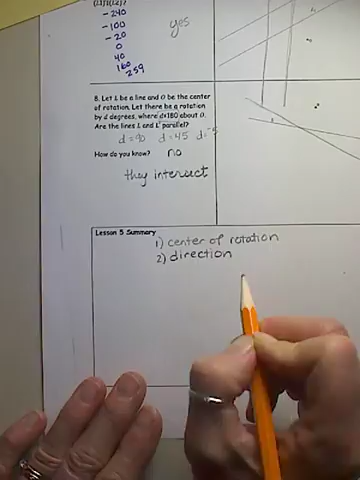 -240
-100
-20
0
40
160
259
yes
8. Let L be a line and O be the center
of rotation. Let there be a rotation
by d degrees, where d≠180 about O.
Are the lines L and L' parallel?
d=90 d=45 d=-5
How do you know? no
they intersect
Lesson 5 Summary
1) center of rotation
2) direction